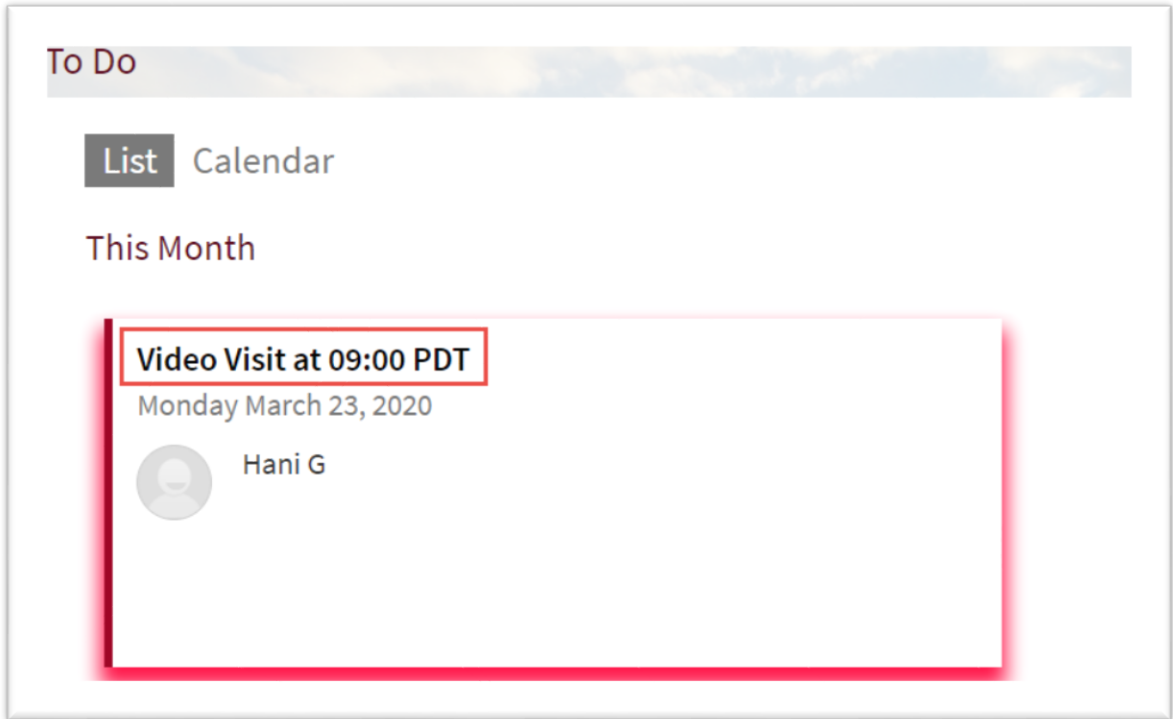 To Do
List Calendar
This Month
Video Visit at 09:00 PDT
Monday March 23, 2020
Hani G